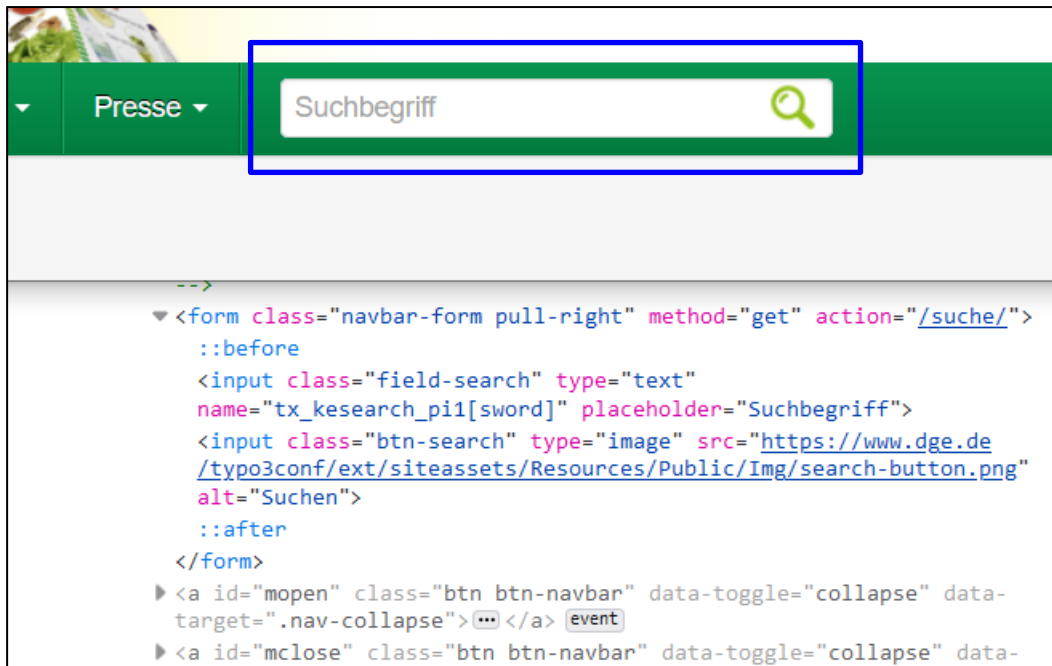 Presse
Suchbegriff
-->
<form class="navbar-form pull-right" method="get" action="/suche/">
::before
<input class="field-search" type="text"
name="tx_kesearch_pi1[sword]" placeholder="Suchbegriff">
<input class="btn-search" type="image" src="https://www.dge.de
/typo3conf/ext/siteassets/Resources/Public/Img/search-button.png"
alt="Suchen">
::after
</form>
<a id="mopen" class="btn btn-navbar" data-toggle="collapse" data-
target=".nav-collapse">⋯</a> event
<a id="mclose" class="btn btn-navbar" data-toggle="collapse" data-